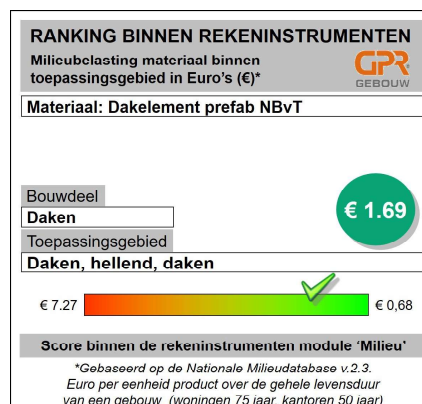 RANKING BINNEN REKENINSTRUMENTEN
Milieubelasting materiaal binnen
toepassingsgebied in Euro's (€)*
GPR
GEBOUW
Materiaal: Dakelement prefab NBvT
Bouwdeel
Daken
€ 1.69
Toepassingsgebied
Daken, hellend, daken
€ 7.27
€ 0,68
Score binnen de rekeninstrumenten module 'Milieu'
*Gebaseerd op de Nationale Milieudatabase v.2.3.
Euro per eenheid product over de gehele levensduur
van een gebouw (woningen 75 jaar, kantoren 50 jaar)